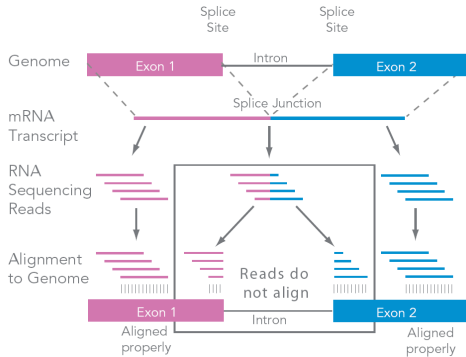 Splice
Site
Splice
Site
Genome
Exon 1
Intron
Exon 2
mRNA
Transcript
Splice Junction
RNA
Sequencing
Reads
Alignment
to Genome
Reads do
not align
Exon 1
Intron
Exon 2
Aligned
properly
Aligned
properly